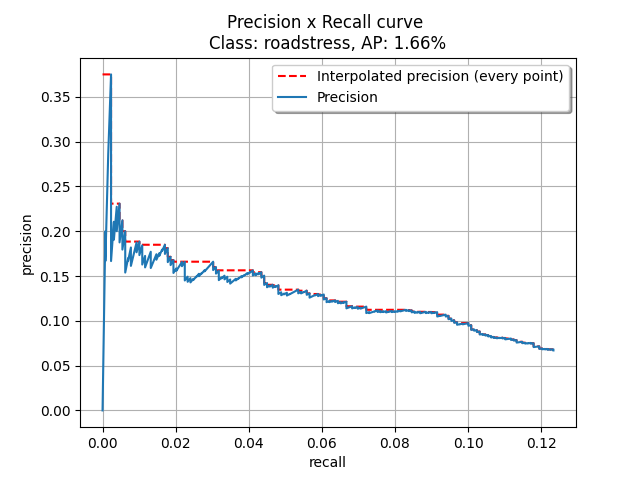 Precision x Recall curve
Class: roadstress, AP: 1.66%
Interpolated precision (every point)
Precision
0.35
0.30
0.25
0.20
0.15
0.10
0.05
0.00
precision
0.00 0.02 0.04 0.06 0.08 0.10 0.12
recall